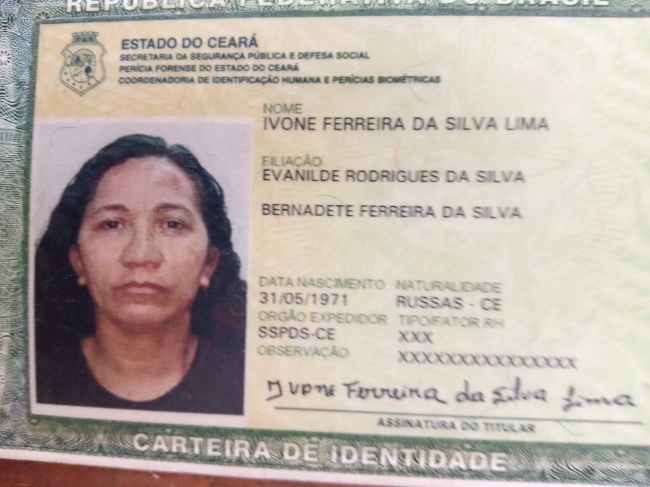 REPÚBLICA FEDERATIVA DO BRASIL
ESTADO DO CEARÁ
SECRETARIA DA SEGURANÇA PÚBLICA E DEFESA SOCIAL
PERÍCIA FORENSE DO ESTADO DO CEARÁ
COORDENADORIA DE IDENTIFICAÇÃO HUMANA E PERÍCIAS BIOMÉTRICAS
NOME
IVONE FERREIRA DA SILVA LIMA
FILIAÇÃO
EVANILDE RODRIGUES DA SILVA
BERNADETE FERREIRA DA SILVA
DATA NASCIMENTO NATURALIDADE
31/05/1971 RUSSAS - CE
ORGÃO EXPEDIDOR TIPO/FATOR RH
SSPDS-CE XXX
OBSERVAÇÃO XXXXXXXXXXXXXXX
Ivone Ferreira da Silva Lima
ASSINATURA DO TITULAR
CARTEIRA DE IDENTIDADE